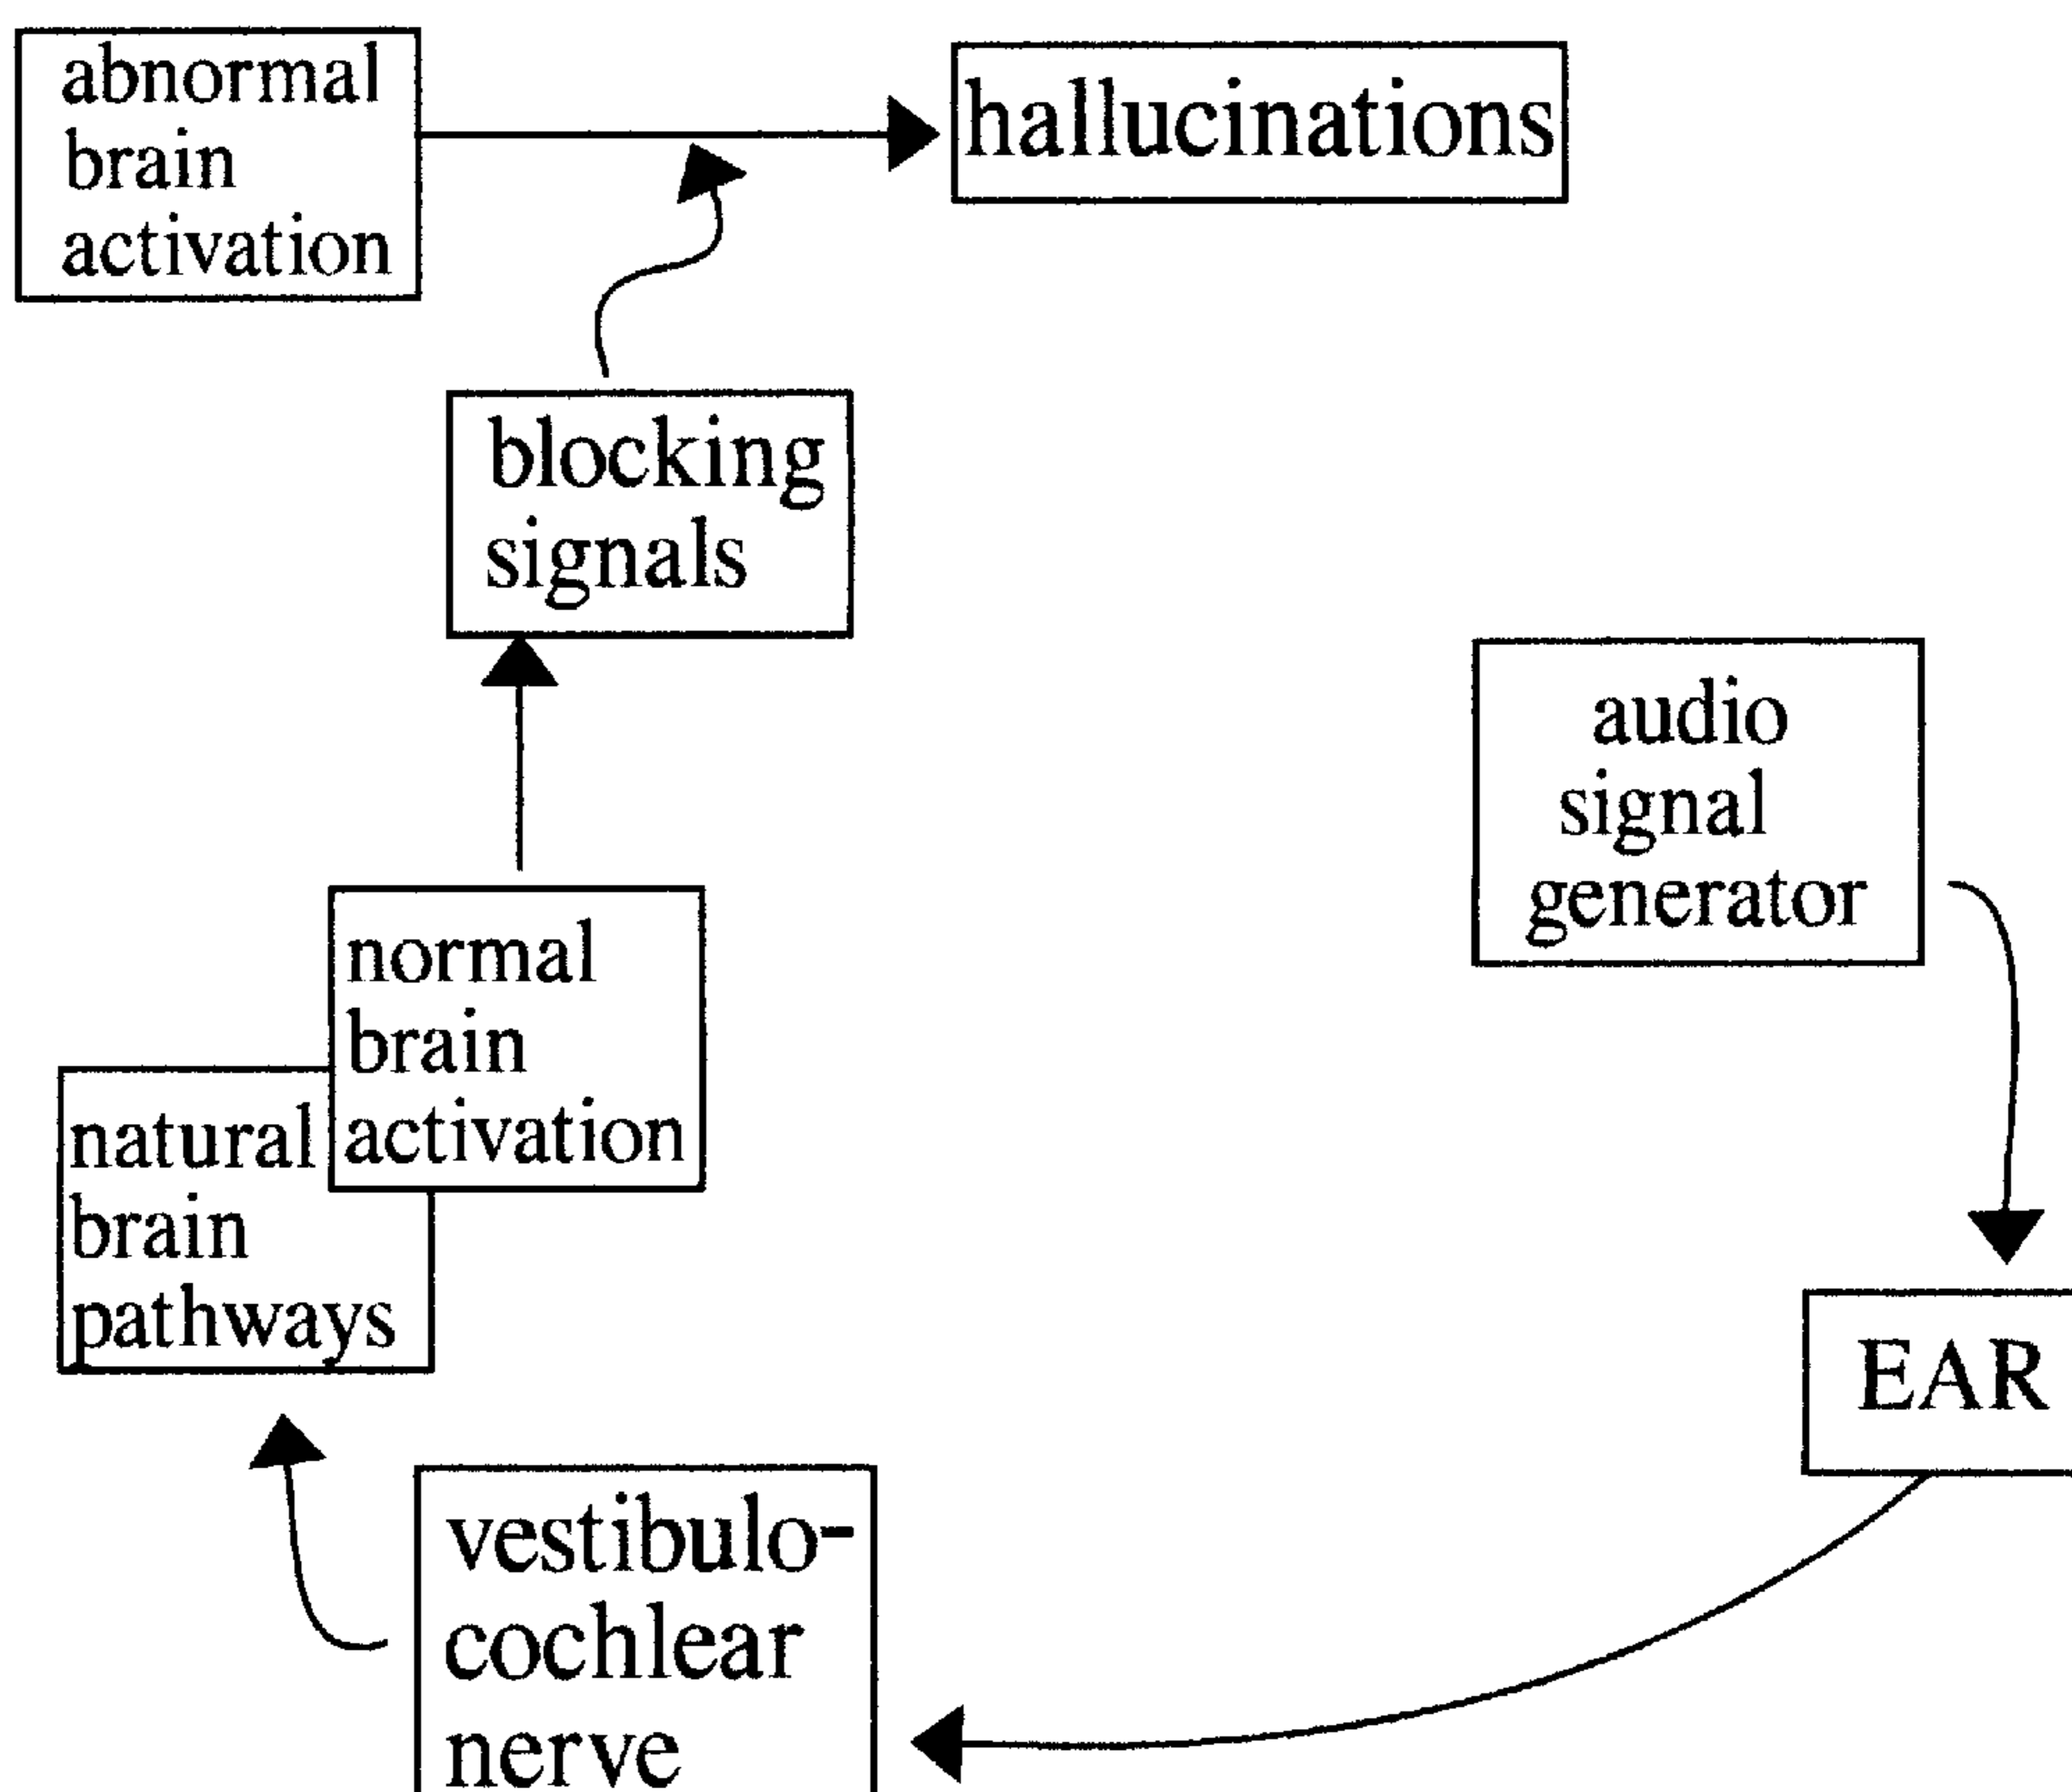 abnormal
brain
activation
hallucinations
blocking
signals
audio
signal
generator
normal
brain
activation
natural
brain
pathways
EAR
vestibulo-
cochlear
nerve